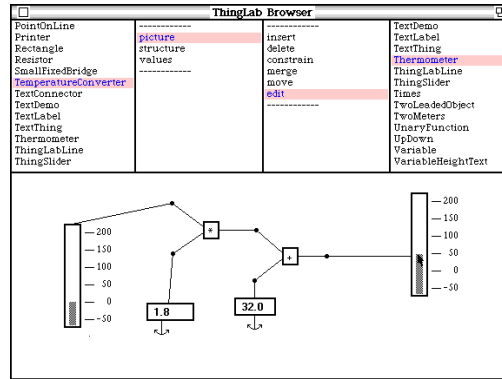 ThingLab Browser
PointOnLine
Printer
Rectangle
Resistor
SmallFixedBridge
TemperatureConverter
TextConnector
TextDemo
TextLabel
TextThing
Thermometer
ThingLabLine
ThingSlider
------------
picture
structure
values
------------
------------
insert
delete
constrain
merge
move
edit
------------
TextDemo
TextLabel
TextThing
Thermometer
ThingLabLine
ThingSlider
Times
TwoLeadedObject
TwoMeters
UnaryFunction
UpDown
Variable
VariableHeightText
200
150
100
50
0
-50
*
+
1.8
32.0
200
150
100
50
0
-50